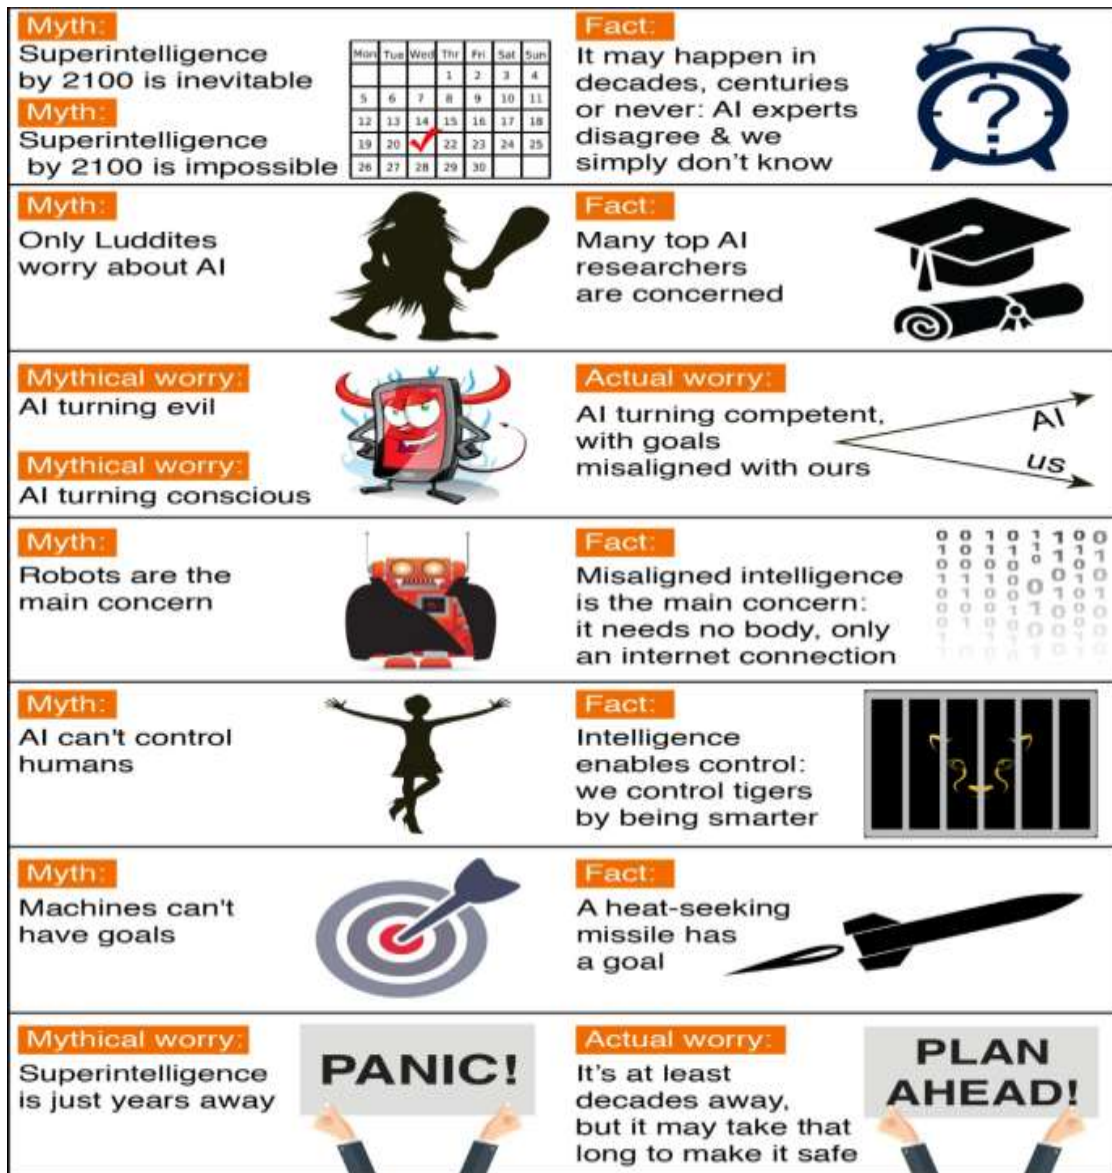 Myth:
Superintelligence
by 2100 is inevitable
Myth:
Superintelligence
by 2100 is impossible
Mon Tue Wed Thr Fri Sat Sun
1 2 3 4
5 6 7 8 9 10 11
12 13 14 15 16 17 18
19 20 22 23 24 25
26 27 28 29 30
Fact:
It may happen in
decades, centuries
or never: AI experts
disagree & we
simply don't know
?
Myth:
Only Luddites
worry about AI
Fact:
Many top AI
researchers
are concerned
Mythical worry:
AI turning evil
Mythical worry:
AI turning conscious
Actual worry:
AI turning competent,
with goals
misaligned with ours
AI
us
Myth:
Robots are the
main concern
Fact:
Misaligned intelligence
is the main concern:
it needs no body, only
an internet connection
Myth:
AI can't control
humans
Fact:
Intelligence
enables control:
we control tigers
by being smarter
Myth:
Machines can't
have goals
Fact:
A heat-seeking
missile has
a goal
Mythical worry:
Superintelligence
is just years away
PANIC!
Actual worry:
It's at least
decades away,
but it may take that
long to make it safe
PLAN
AHEAD!